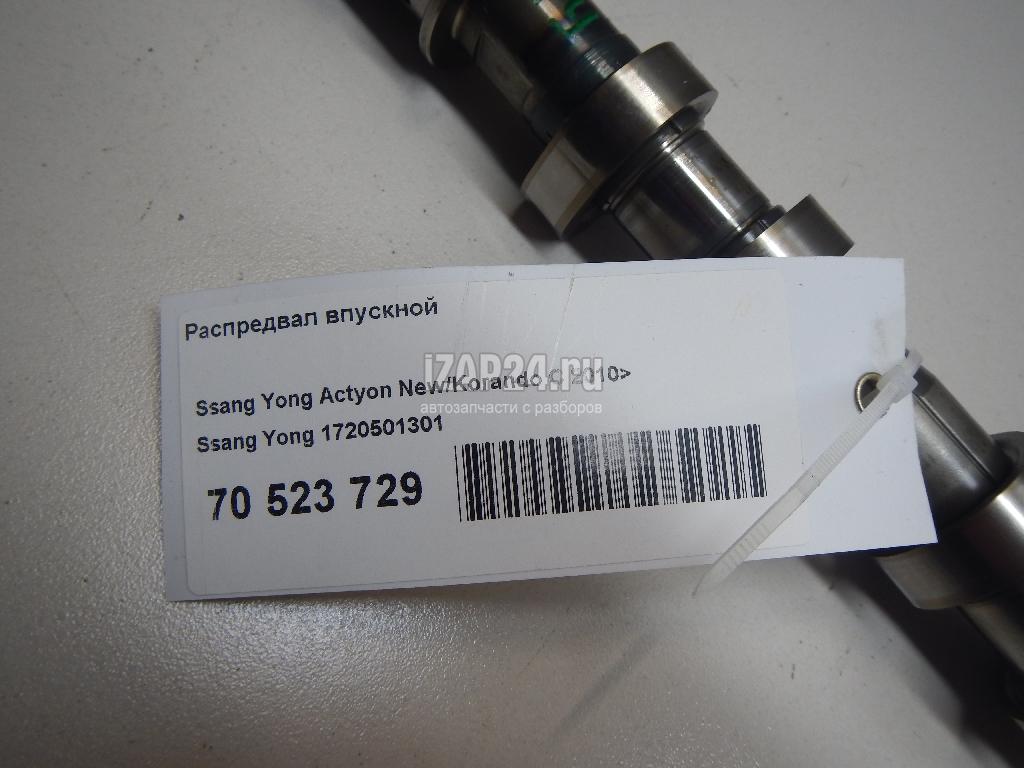 Распредвал впускной
Ssang Yong Actyon New/Korando C 2010>
iZAP24.ru
автозапчасти с разборов
Ssang Yong 1720501301
70 523 729